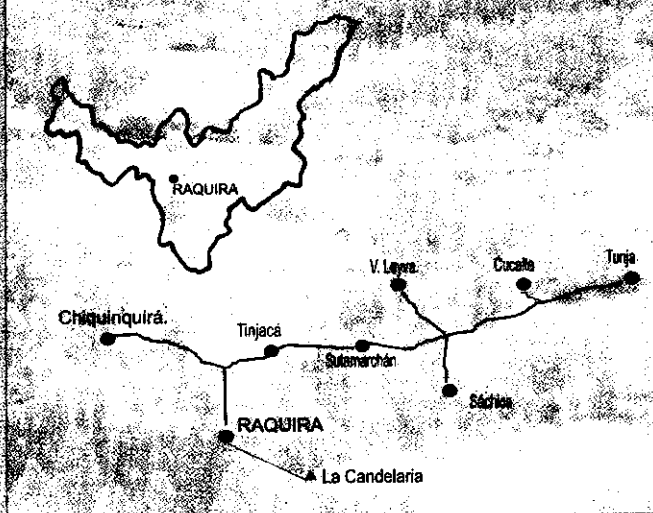 RAQUIRA
V. Leyva
Cucaita
Tunja
Chiquinquirá.
Tinjacá
Sutamarchán
Sáchica
RAQUIRA
La Candelaria